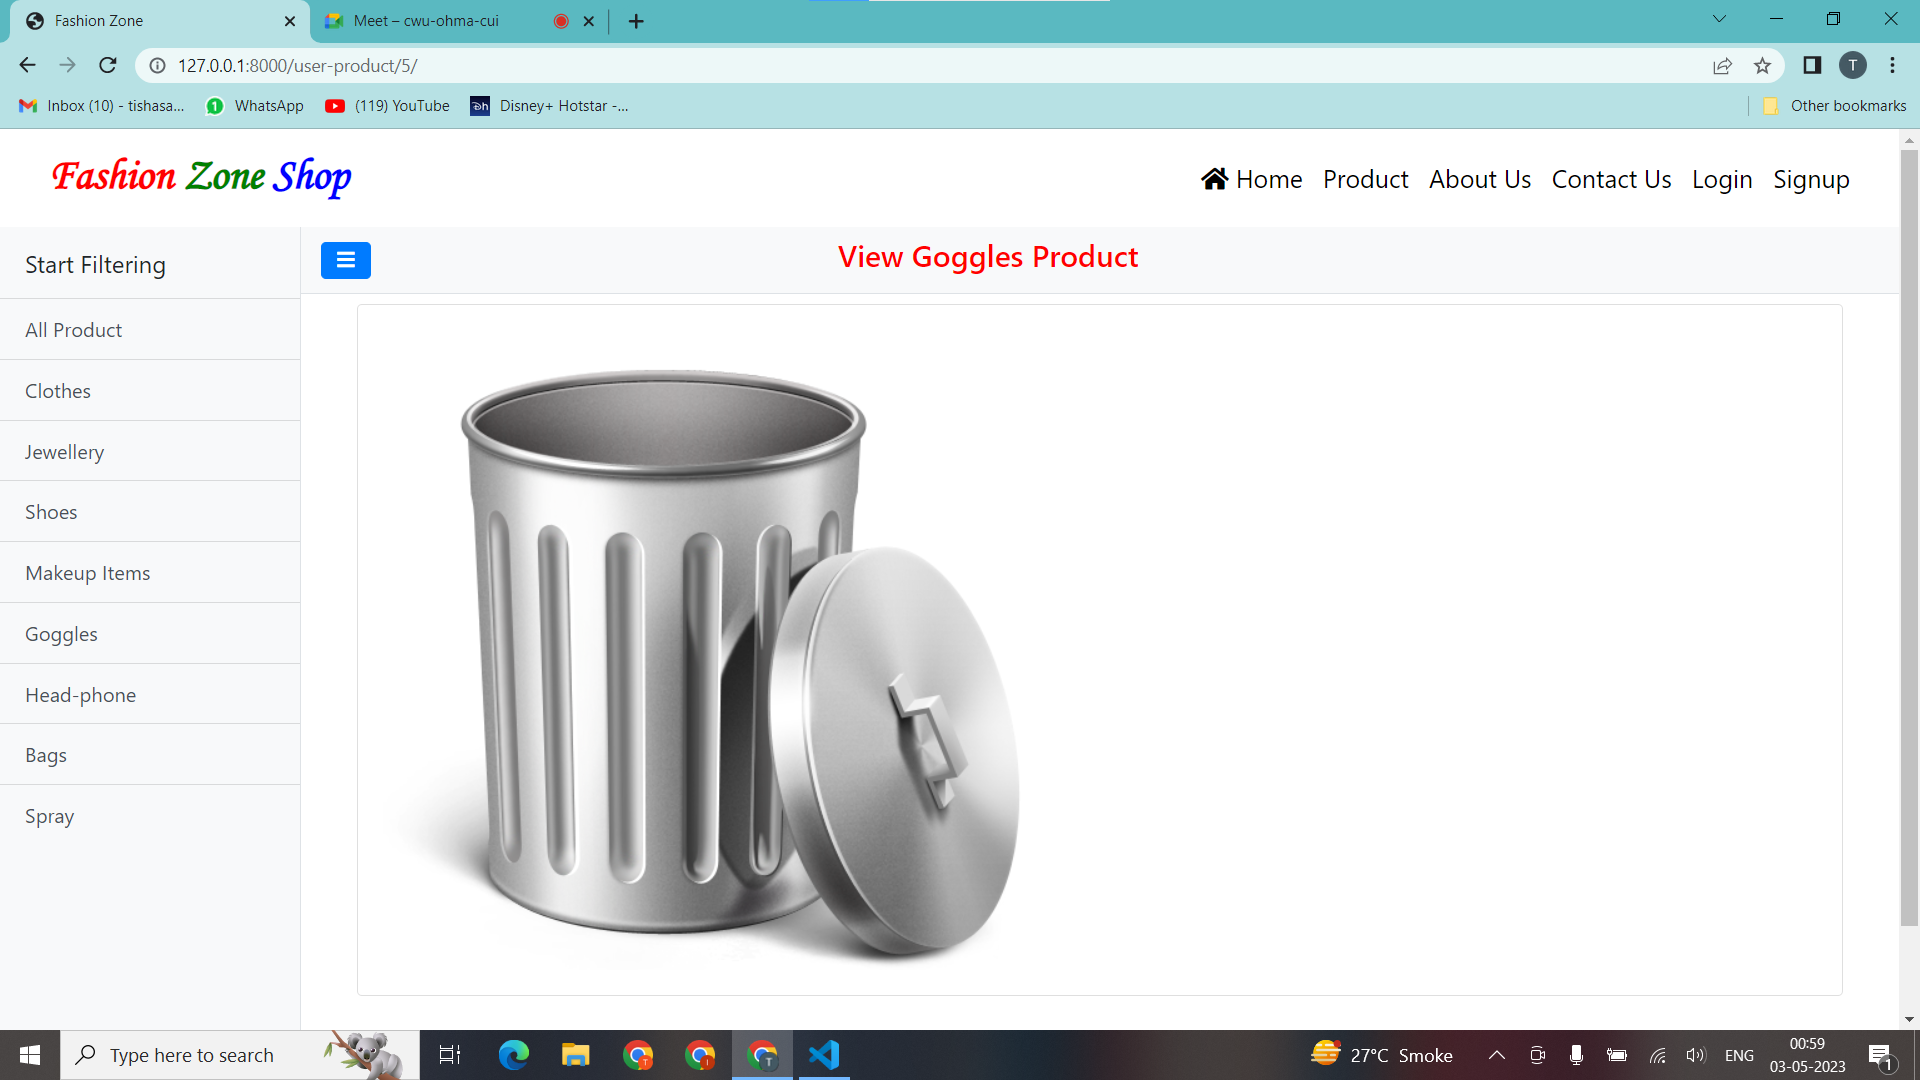 Fashion Zone
Meet – cwu-ohma-cui
127.0.0.1:8000/user-product/5/
T
Inbox (10) - tishasa...
1
WhatsApp
(119) YouTube
Disney+ Hotstar -...
Other bookmarks
Fashion Zone Shop
Home Product About Us Contact Us Login Signup
Start Filtering
View Goggles Product
All Product
Clothes
Jewellery
Shoes
Makeup Items
Goggles
Head-phone
Bags
Spray
Type here to search
27°C Smoke
ENG
00:59
03-05-2023
1